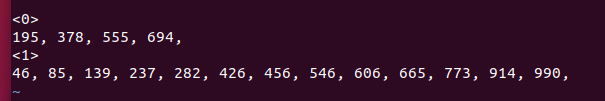 <0>
195, 378, 555, 694,
<1>
46, 85, 139, 237, 282, 426, 456, 546, 606, 665, 773, 914, 990,
~